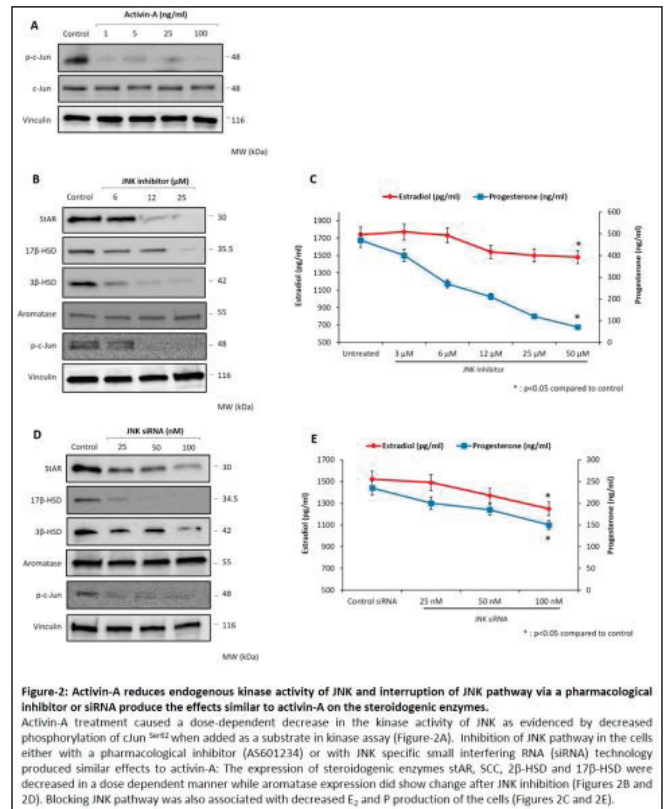 A
Activin-A (ng/ml)
Control 1 5 25 100
p-c-Jun 48
c-Jun 48
Vinculin 116
MW (kDa)
B
JNK inhibitor (µM)
Control 6 12 25
StAR 30
17β-HSD 35.5
3β-HSD 42
Aromatase 55
p-c-Jun 48
Vinculin 116
MW (kDa)
C
Estradiol (pg/ml) Progesterone (ng/ml)
1900 1700 1500 1300 1100 900 700 500
Estradiol (pg/ml)
600 500 400 300 200 100 0
Progesterone (ng/ml)
* *
Untreated 3 µM 6 µM 12 µM 25 µM 50 µM
JNK inhibitor
* : p<0.05 compared to control
D
JNK siRNA (nM)
Control 25 50 100
StAR 30
17β-HSD 34.5
3β-HSD 42
Aromatase 55
p-c-Jun 48
Vinculin 116
MW (kDa)
E
Estradiol (pg/ml) Progesterone (ng/ml)
1700 1500 1300 1100 900 700 500
Estradiol (pg/ml)
300 250 200 150 100 50 0
Progesterone (ng/ml)
* *
Control siRNA 25 nM 50 nM 100 nM
JNK siRNA
* : p<0.05 compared to control
Figure-2: Activin-A reduces endogenous kinase activity of JNK and interruption of JNK pathway via a pharmacological
inhibitor or siRNA produce the effects similar to activin-A on the steroidogenic enzymes.
Activin-A treatment caused a dose-dependent decrease in the kinase activity of JNK as evidenced by decreased
phosphorylation of cJun Ser62 when added as a substrate in kinase assay (Figure-2A). Inhibition of JNK pathway in the cells
either with a pharmacological inhibitor (AS601234) or with JNK specific small interfering RNA (siRNA) technology
produced similar effects to activin-A: The expression of steroidogenic enzymes stAR, SCC, 2β-HSD and 17β-HSD were
decreased in a dose dependent manner while aromatase expression did show change after JNK inhibition (Figures 2B and
2D). Blocking JNK pathway was also associated with decreased E2 and P production of the cells (Figures 2C and 2E).